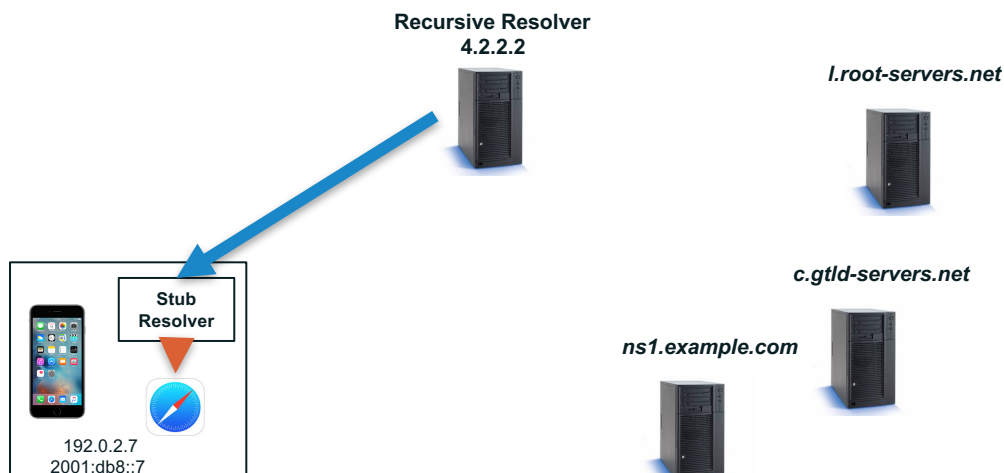 Recursive Resolver
4.2.2.2
l.root-servers.net
c.gtld-servers.net
Stub
Resolver
ns1.example.com
192.0.2.7
2001:db8::7